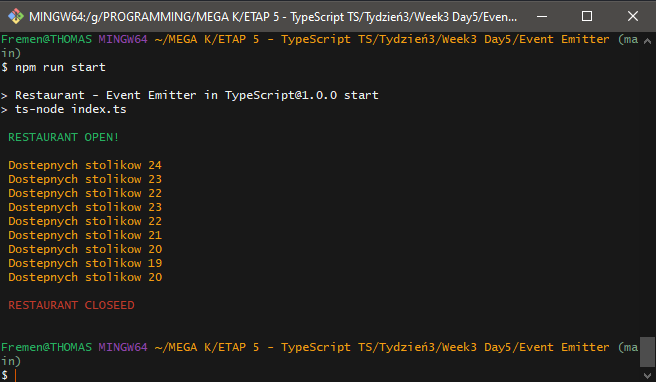 MINGW64:/g/PROGRAMMING/MEGA K/ETAP 5 - TypeScript TS/Tydzień3/Week3 Day5/Even...
Fremen@THOMAS MINGW64 ~/MEGA K/ETAP 5 - TypeScript TS/Tydzień3/Week3 Day5/Event Emitter (ma
in)
$ npm run start
> Restaurant - Event Emitter in TypeScript@1.0.0 start
> ts-node index.ts
RESTAURANT OPEN!
Dostepnych stolikow 24
Dostepnych stolikow 23
Dostepnych stolikow 22
Dostepnych stolikow 23
Dostepnych stolikow 22
Dostepnych stolikow 21
Dostepnych stolikow 20
Dostepnych stolikow 19
Dostepnych stolikow 20
RESTAURANT CLOSEED
Fremen@THOMAS MINGW64 ~/MEGA K/ETAP 5 - TypeScript TS/Tydzień3/Week3 Day5/Event Emitter (ma
in)
$